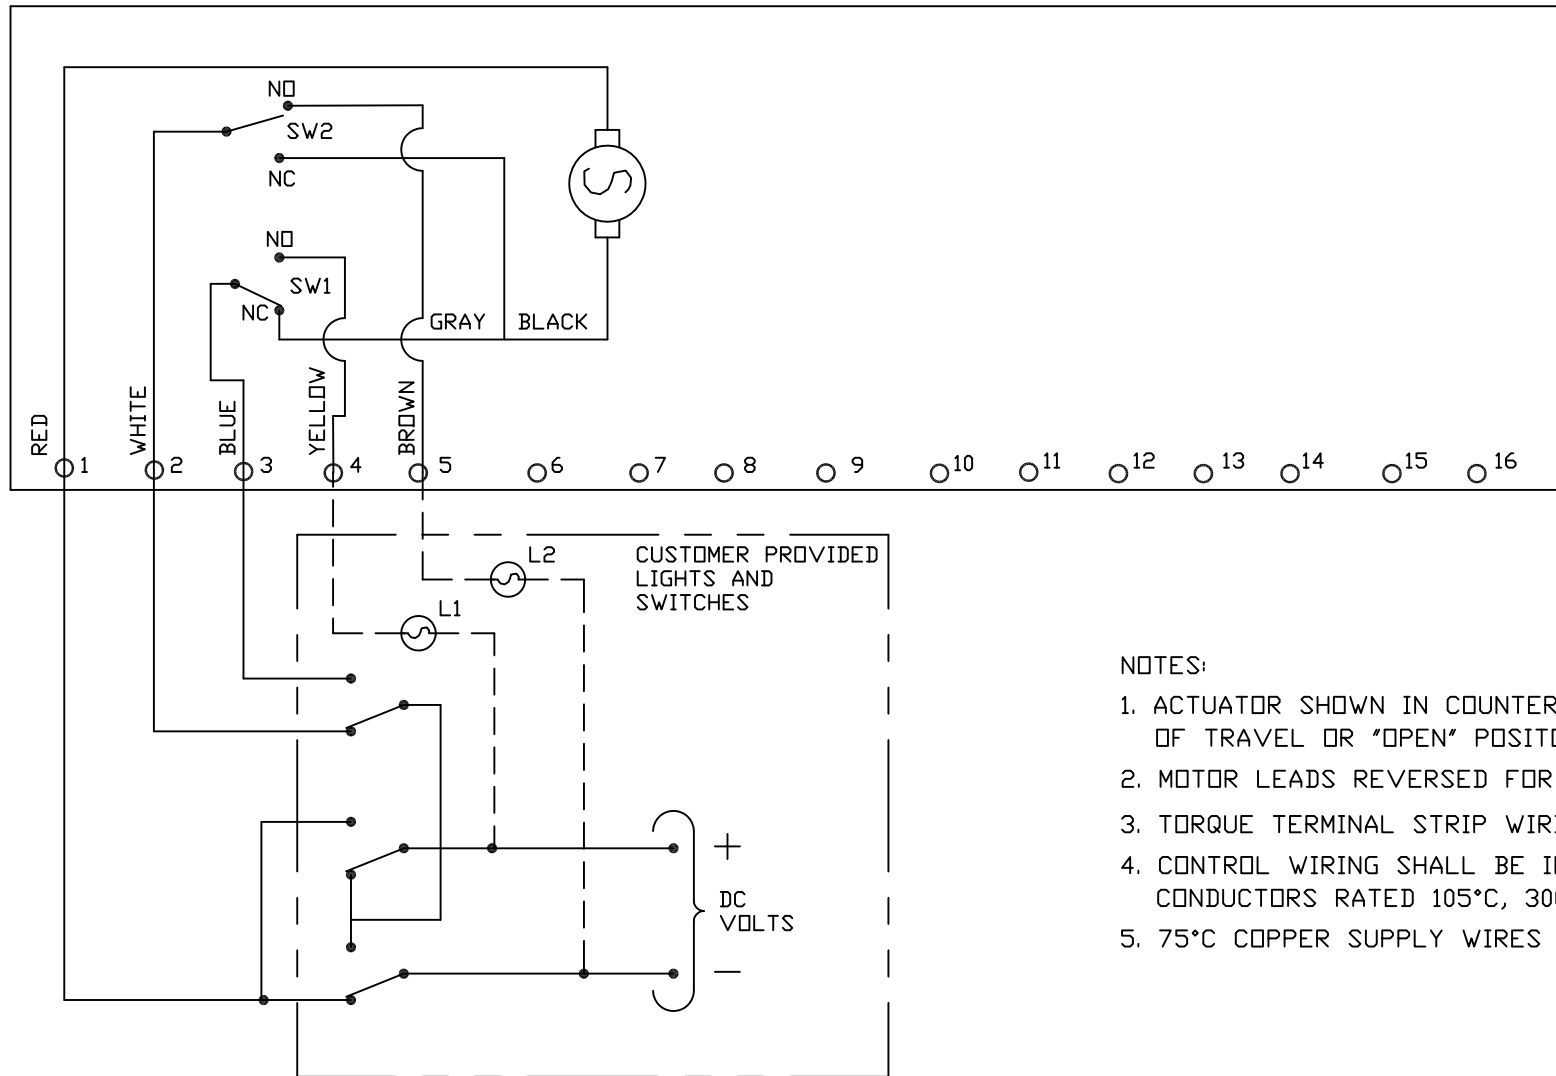 NO
SW2
NC
NO
SW1
NC
GRAY BLACK
RED
WHITE
BLUE
YELLOW
BROWN
1 2 3 4 5 6 7 8 9 10 11 12 13 14 15 16
L2
CUSTOMER PROVIDED
LIGHTS AND
SWITCHES
L1
+
DC
VOLTS
—
NOTES:
1. ACTUATOR SHOWN IN COUNTER
OF TRAVEL OR "OPEN" POSITO
2. MOTOR LEADS REVERSED FOR
3. TORQUE TERMINAL STRIP WIRI
4. CONTROL WIRING SHALL BE I
CONDUCTORS RATED 105°C, 300
5. 75°C COPPER SUPPLY WIRES